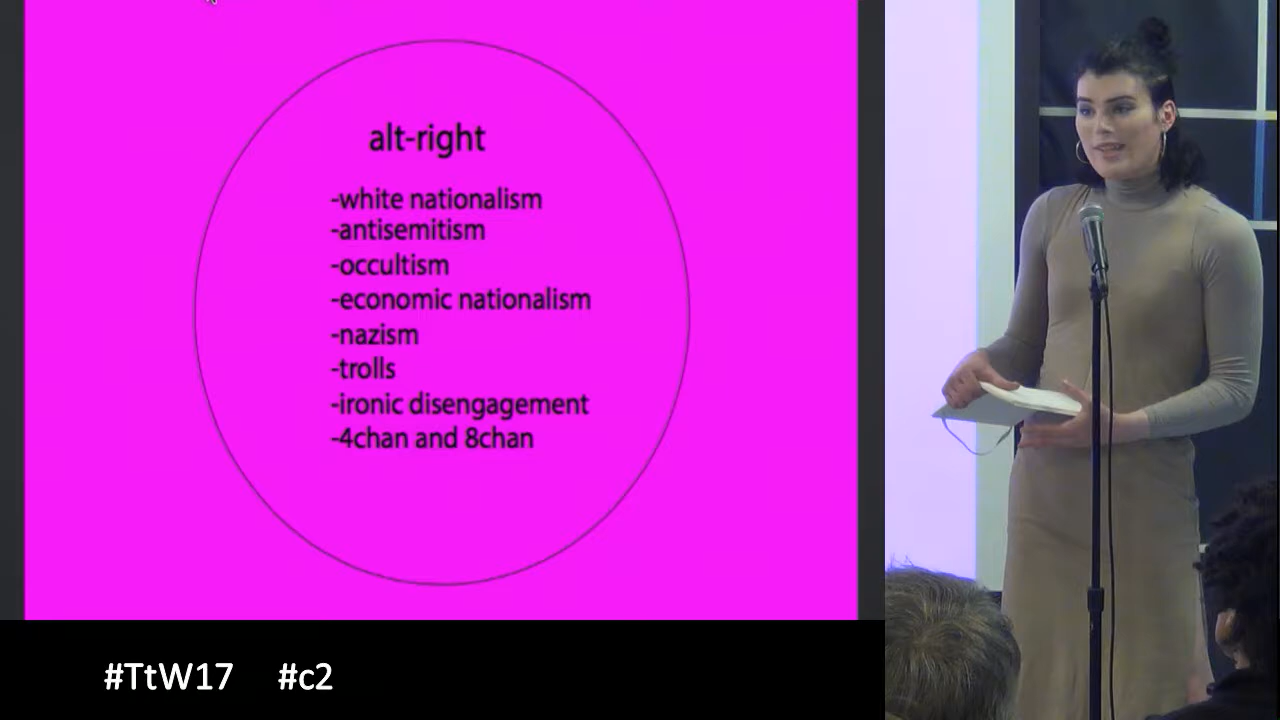 alt-right
-white nationalism
-antisemitism
-occultism
-economic nationalism
-nazism
-trolls
-ironic disengagement
-4chan and 8chan
#TtW17 #c2